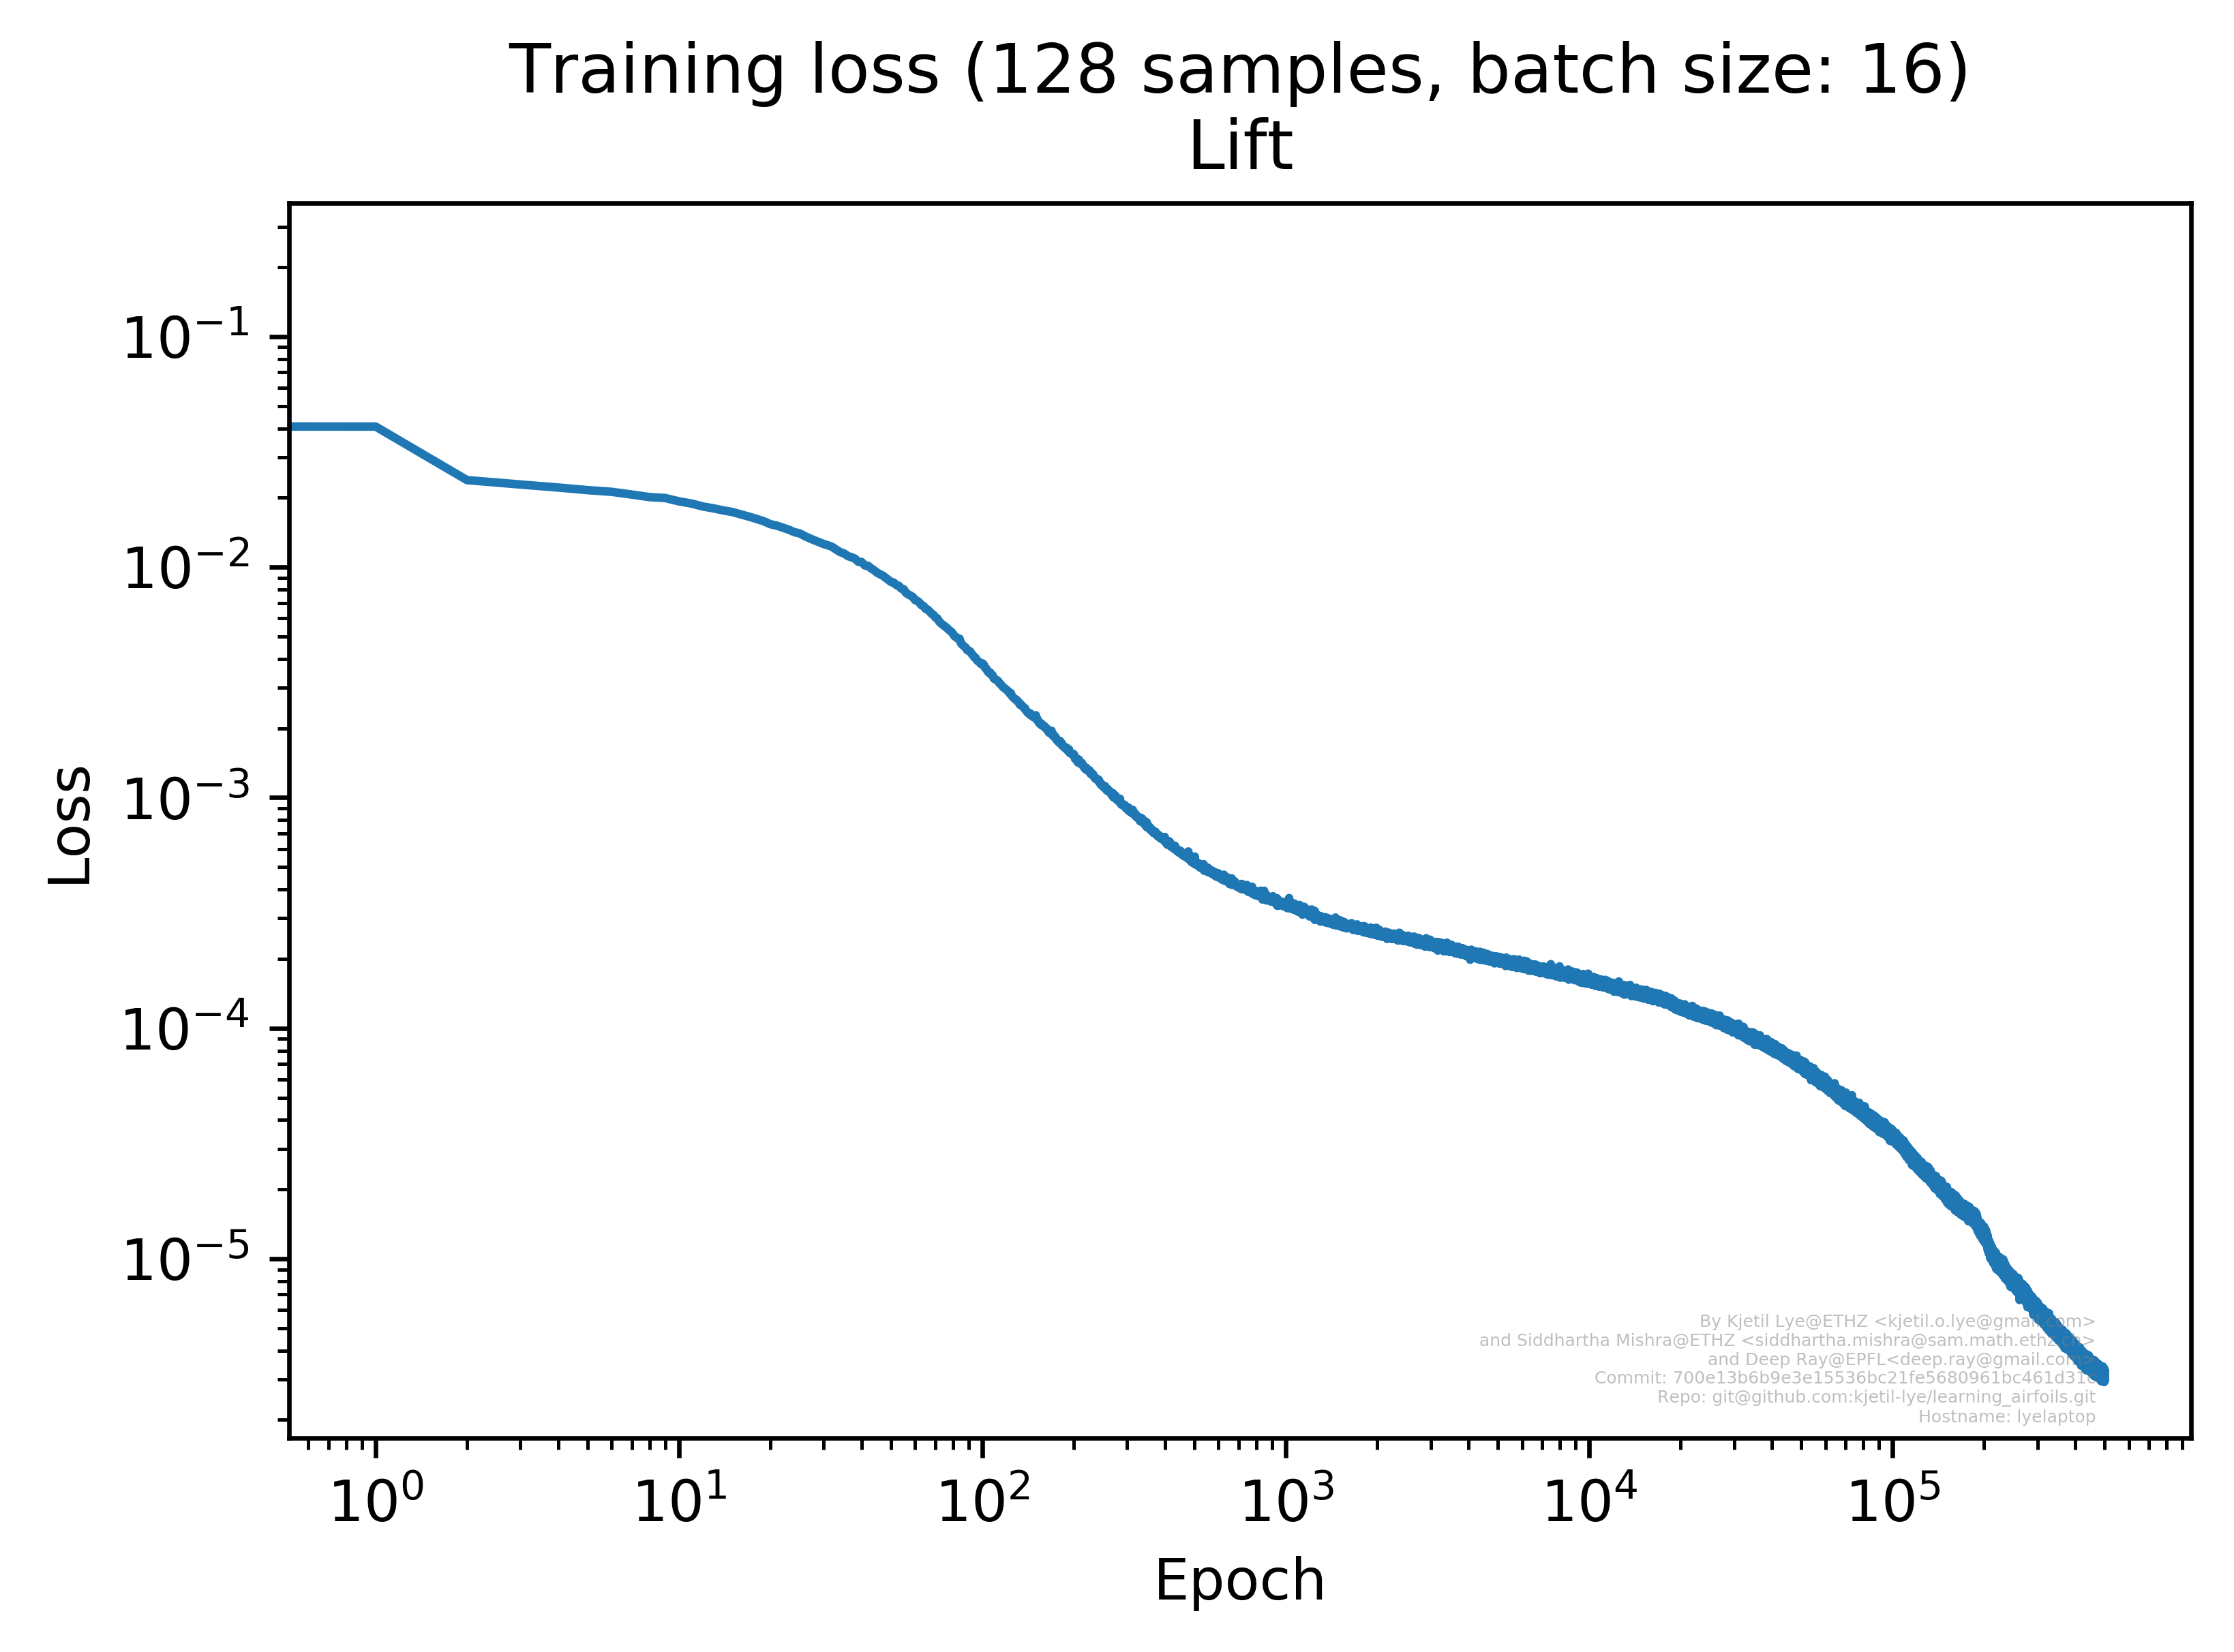 Training loss (128 samples, batch size: 16)
Lift
10⁻¹
10⁻²
10⁻³
10⁻⁴
10⁻⁵
Loss
10⁰ 10¹ 10² 10³ 10⁴ 10⁵
Epoch
By Kjetil Lye@ETHZ <kjetil.o.lye@gmail.com>
and Siddhartha Mishra@ETHZ <siddhartha.mishra@sam.math.ethz.ch>
and Deep Ray@EPFL<deep.ray@gmail.com>
Commit:
Repo: git@github.com:kjetil-lye/learning_airfoils.git
Hostname: lyelaptop